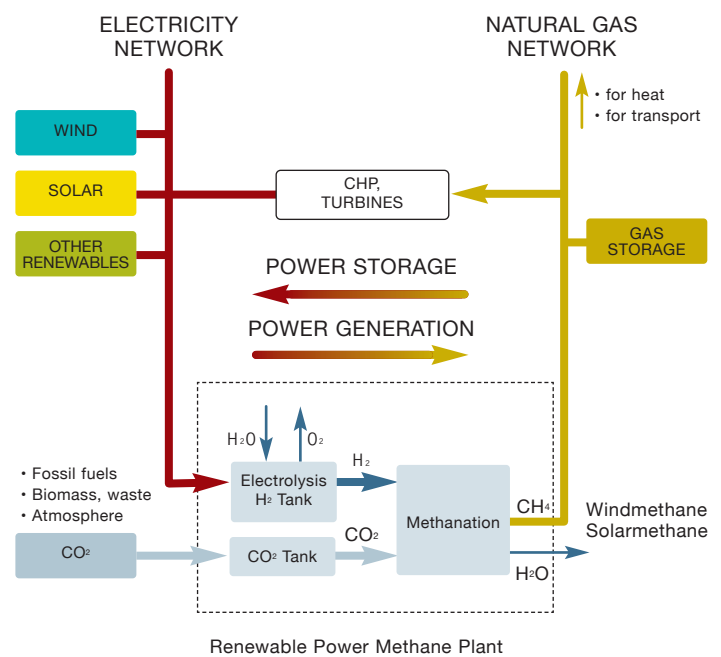 ELECTRICITY
NETWORK
NATURAL GAS
NETWORK
• for heat
• for transport
WIND
SOLAR
OTHER
RENEWABLES
CHP,
TURBINES
GAS
STORAGE
POWER STORAGE
POWER GENERATION
H₂O
O₂
• Fossil fuels
• Biomass, waste
• Atmosphere
Electrolysis
H² Tank
H₂
Methanation
CH₄
Windmethane
Solarmethane
CO²
CO² Tank
CO₂
H₂O
Renewable Power Methane Plant